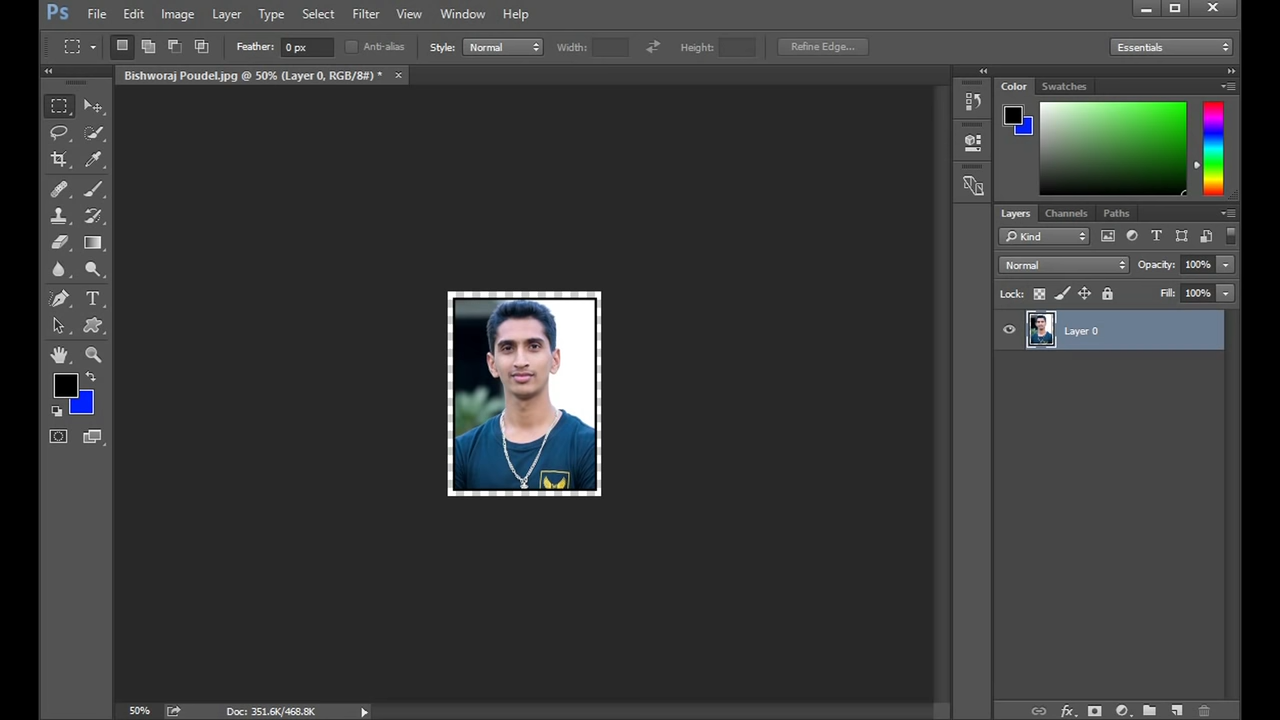 Ps File Edit Image Layer Type Select Filter View Window Help
Feather: 0 px Anti-alias Style: Normal Width: Height: Refine Edge... Essentials
Bishworaj Poudel.jpg @ 50% (Layer 0, RGB/8#) * ×
Color Swatches
Layers Channels Paths
Kind
Normal Opacity: 100%
Lock: Fill: 100%
Layer 0
50% Doc: 351.6K/468.8K